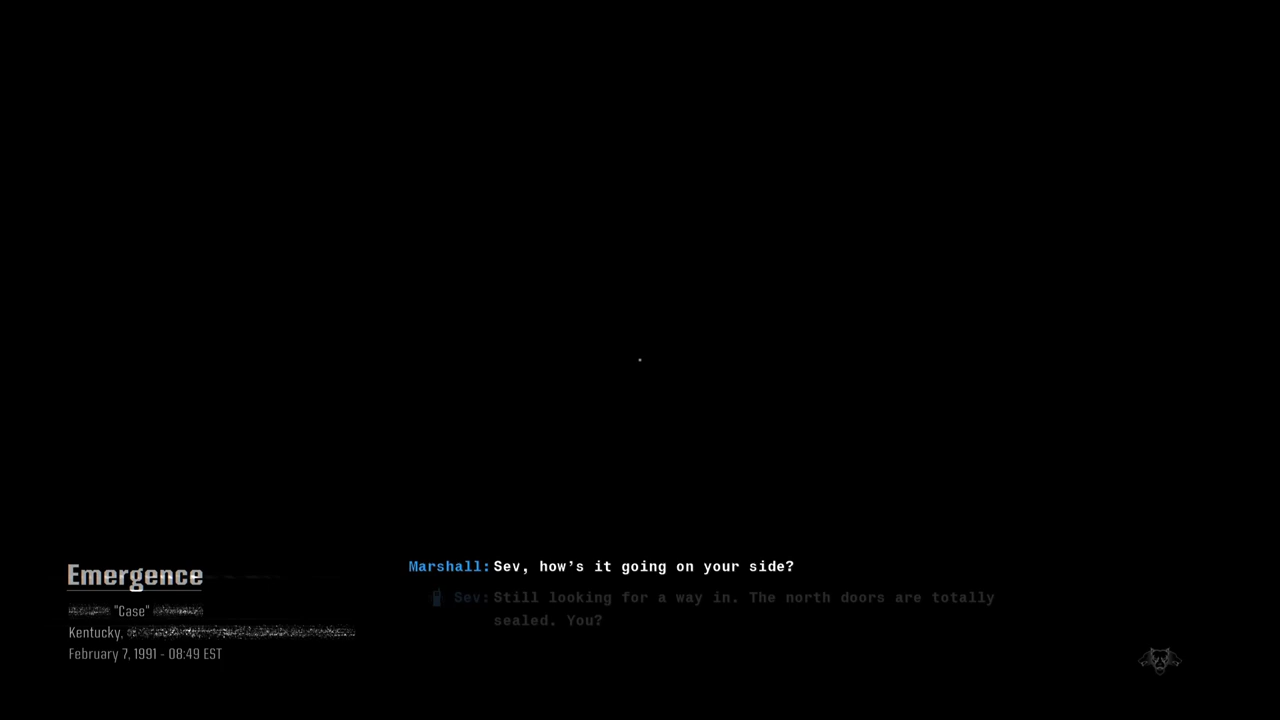 Marshall: Sev, how's it going on your side?
Sev: Still looking for a way in. The north doors are totally
sealed. You?
Emergence
"Case"
Kentucky,
February 7, 1991 - 08:49 EST